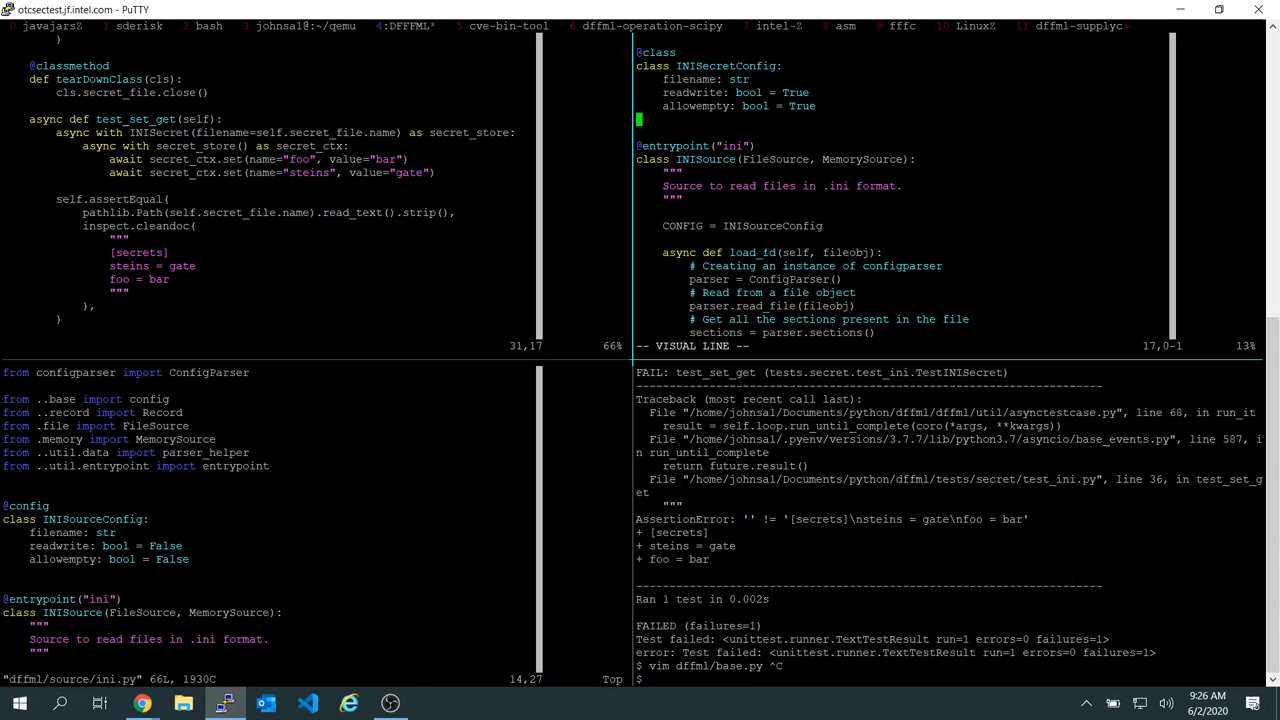 otcsectest.jf.intel.com - PuTTY
0 javajarsZ  1 sderisk  2 bash  3 johnsa1@:~/qemu  4:DFFFML*  5 cve-bin-tool  6 dffml-operation-scipy  7 intel-Z  8 asm  9 fffc  10 LinuxZ  11 dffml-supplyc>
)
@classmethod
def tearDownClass(cls):
cls.secret_file.close()
async def test_set_get(self):
async with INISecret(filename=self.secret_file.name) as secret_store:
async with secret_store() as secret_ctx:
await secret_ctx.set(name="foo", value="bar")
await secret_ctx.set(name="steins", value="gate")
self.assertEqual(
pathlib.Path(self.secret_file.name).read_text().strip(),
inspect.cleandoc(
"""
[secrets]
steins = gate
foo = bar
"""
),
)
31,17 66%
@class
class INISecretConfig:
filename: str
readwrite: bool = True
allowempty: bool = True
@entrypoint("ini")
class INISource(FileSource, MemorySource):
"""
Source to read files in .ini format.
"""
CONFIG = INISourceConfig
async def load_fd(self, fileobj):
# Creating an instance of configparser
parser = ConfigParser()
# Read from a file object
parser.read_file(fileobj)
# Get all the sections present in the file
sections = parser.sections()
-- VISUAL LINE -- 17,0-1 13%
from configparser import ConfigParser
from ..base import config
from ..record import Record
from .file import FileSource
from .memory import MemorySource
from ..util.data import parser_helper
from ..util.entrypoint import entrypoint
@config
class INISourceConfig:
filename: str
readwrite: bool = False
allowempty: bool = False
@entrypoint("ini")
class INISource(FileSource, MemorySource):
"""
Source to read files in .ini format.
"""
"dffml/source/ini.py" 66L, 1930C 14,27 Top
FAIL: test_set_get (tests.secret.test_ini.TestINISecret)
----------------------------------------------------------------------
Traceback (most recent call last):
File "/home/johnsa1/Documents/python/dffml/dffml/util/asynctestcase.py", line 68, in run_it
result = self.loop.run_until_complete(coro(*args, **kwargs))
File "/home/johnsa1/.pyenv/versions/3.7.7/lib/python3.7/asyncio/base_events.py", line 587, i
n run_until_complete
return future.result()
File "/home/johnsa1/Documents/python/dffml/tests/secret/test_ini.py", line 36, in test_set_g
et
"""
AssertionError: '' != '[secrets]\nsteins = gate\nfoo = bar'
+ [secrets]
+ steins = gate
+ foo = bar
----------------------------------------------------------------------
Ran 1 test in 0.002s
FAILED (failures=1)
Test failed: <unittest.runner.TextTestResult run=1 errors=0 failures=1>
error: Test failed: <unittest.runner.TextTestResult run=1 errors=0 failures=1>
$ vim dffml/base.py ^C
$
9:26 AM
6/2/2020